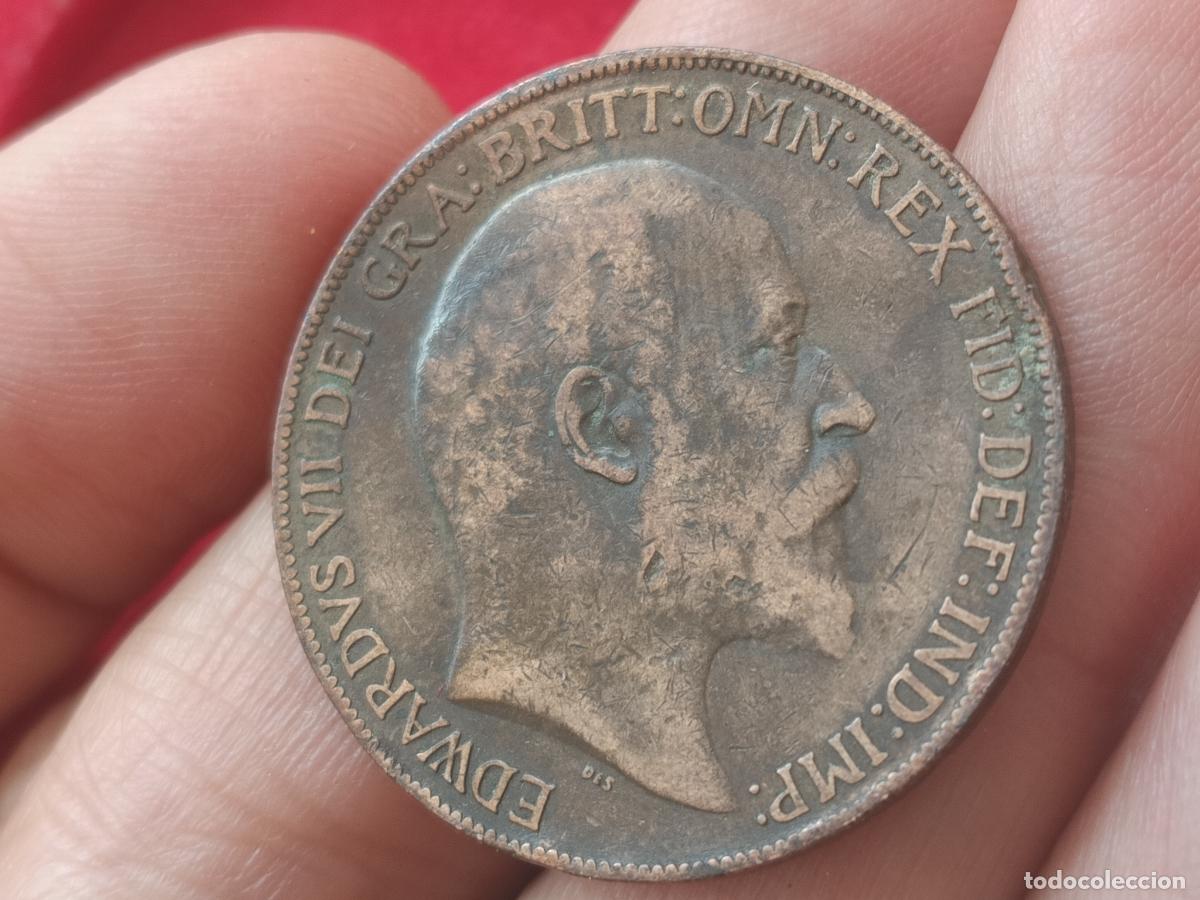 EDWARDVS VII DEI GRA: BRITT: OMN: REX FID: DEF: IND: IMP:
DES
todocoleccion